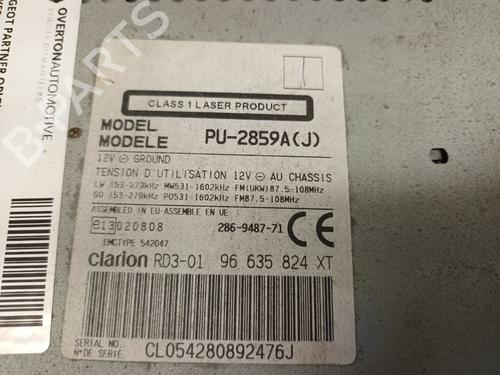 OVERTONAUTOMOTIVE
PEUGEOT PARTNER
B-PARTS
CLASS 1 LASER PRODUCT
MODEL
MODELE
PU-2859A(J)
12V ⊖ GROUND
TENSION D'UTILISATION 12V ⊖ AU CHASSIS
LW 153-279kHz MW531-1602kHz FM(UKW)87.5-108MHz
GO 153-279kHz PO531-1602kHz FM87.5-108MHz
ASSEMBLED IN EU-ASSEMBLE EN UE
e13 020808
286-9487-71
CE
EMCTYPE 542047
Clarion RD3-01 96 635 824 XT
SERIAL No.
N° DE SERIE
CL054280892476J